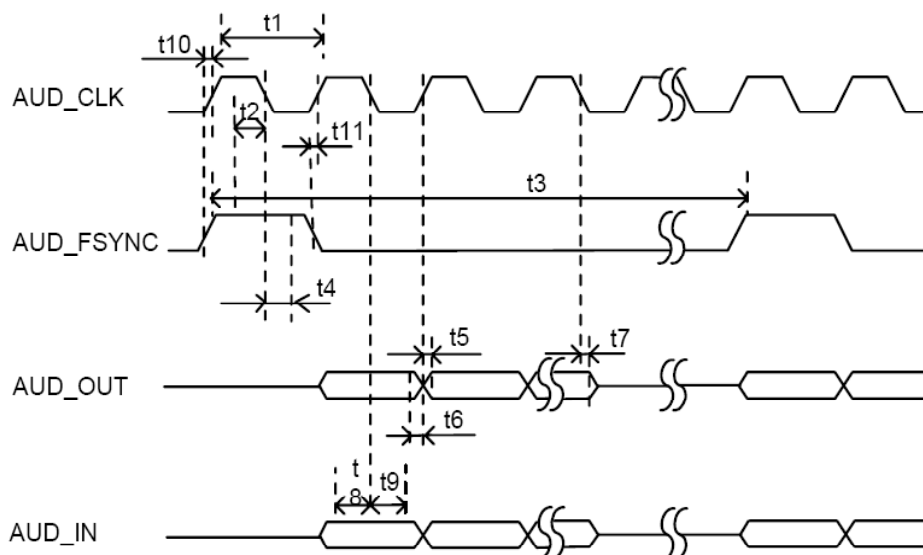 t1
t10
AUD_CLK
t2
t11
t3
AUD_FSYNC
t4
t5
t7
AUD_OUT
t6
t
8
t9
AUD_IN